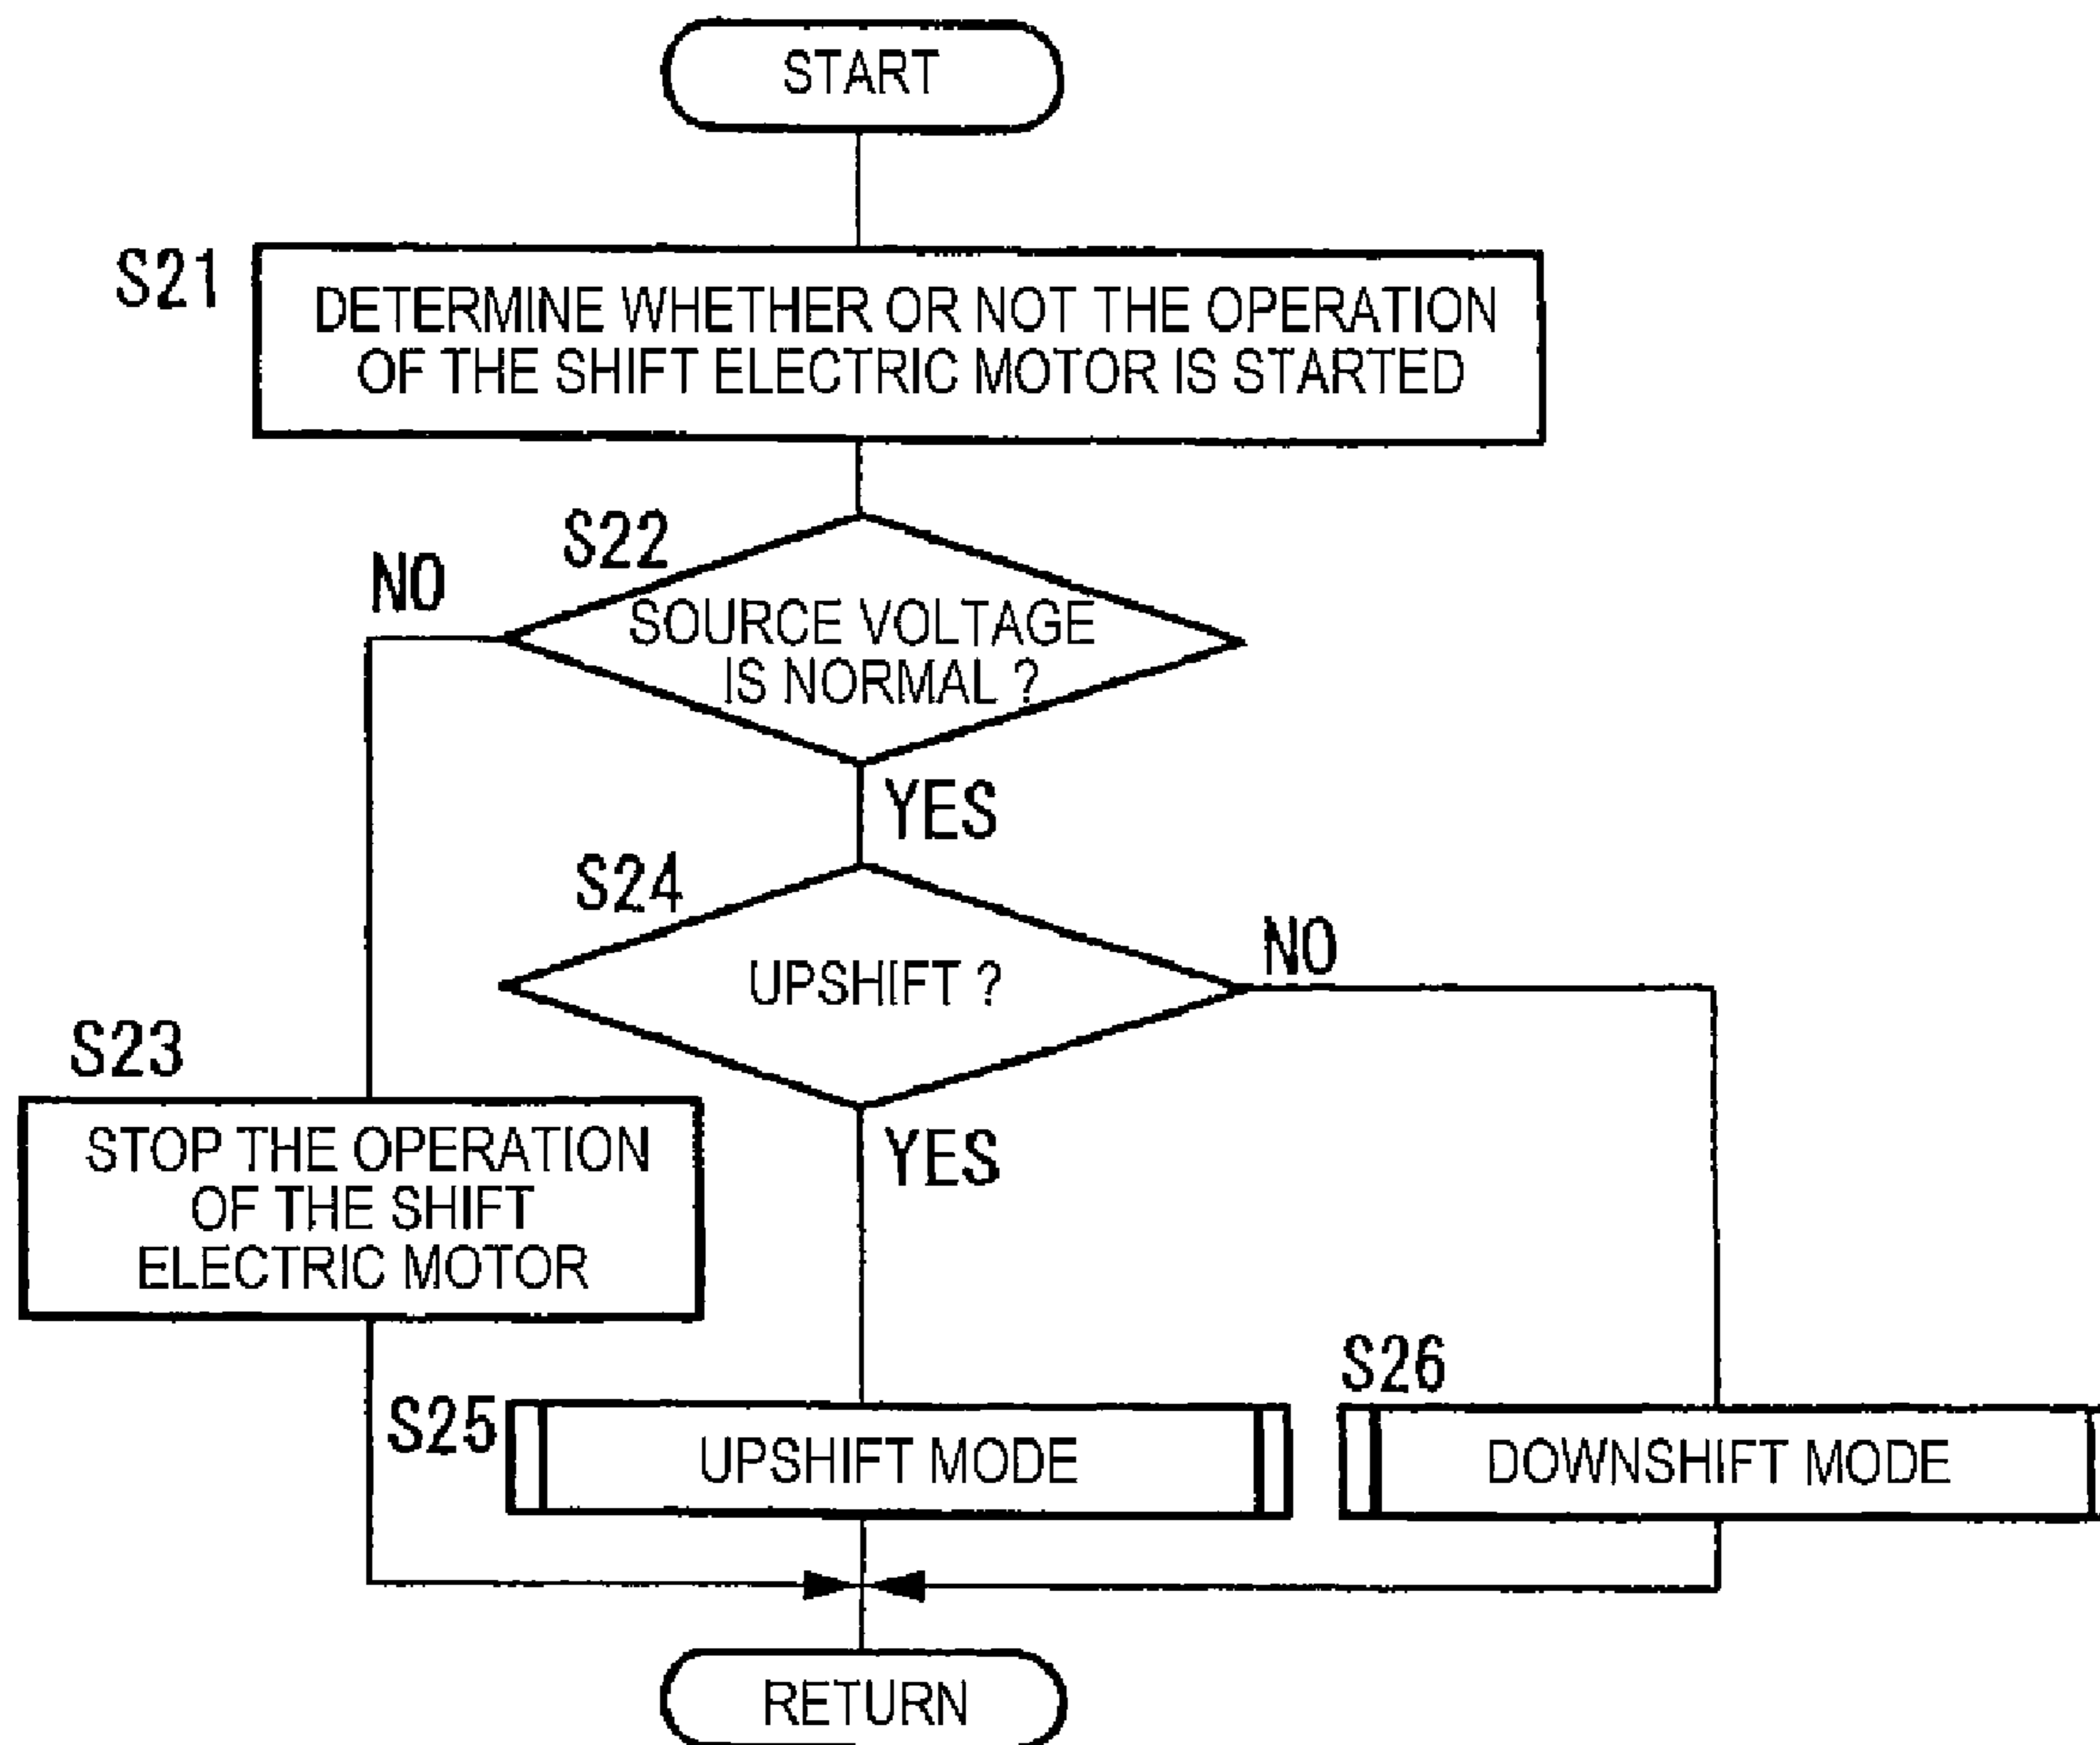 START
S21
DETERMINE WHETHER OR NOT THE OPERATION
OF THE SHIFT ELECTRIC MOTOR IS STARTED
S22
NO
SOURCE VOLTAGE
IS NORMAL ?
YES
S24
NO
UPSHIFT ?
S23
YES
STOP THE OPERATION
OF THE SHIFT
ELECTRIC MOTOR
S26
S25
UPSHIFT MODE
DOWNSHIFT MODE
RETURN